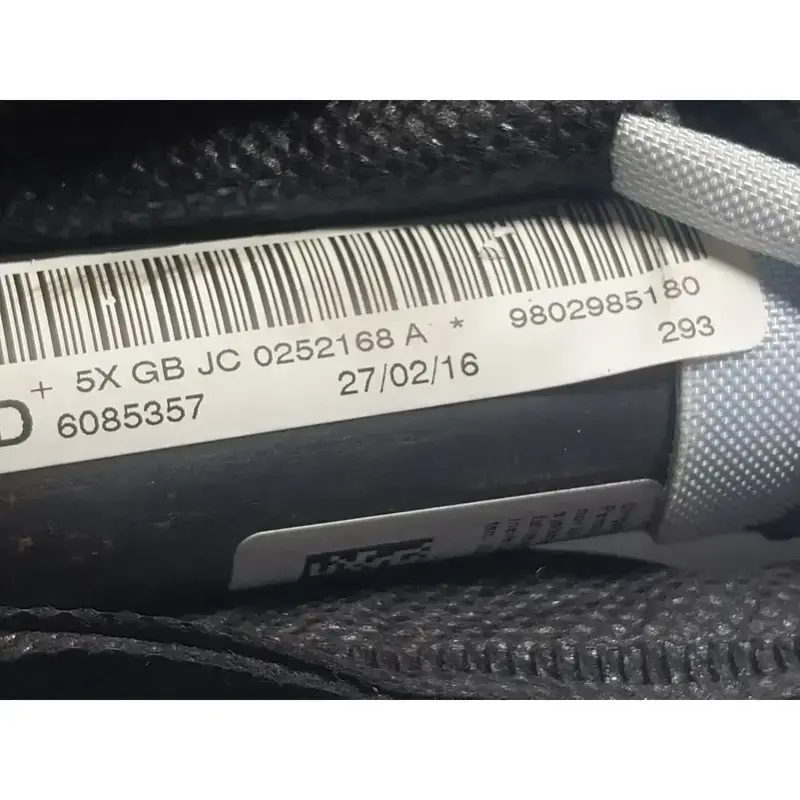 + 5X GB JC 0252168 A * 9802985180
D 6085357 27/02/16 293